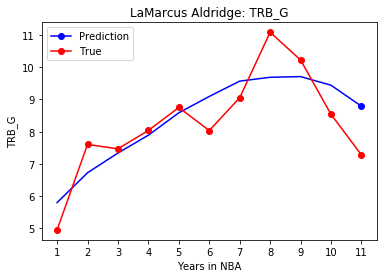 LaMarcus Aldridge: TRB_G
Prediction
True
TRB_G
11
10
9
8
7
6
5
1 2 3 4 5 6 7 8 9 10 11
Years in NBA